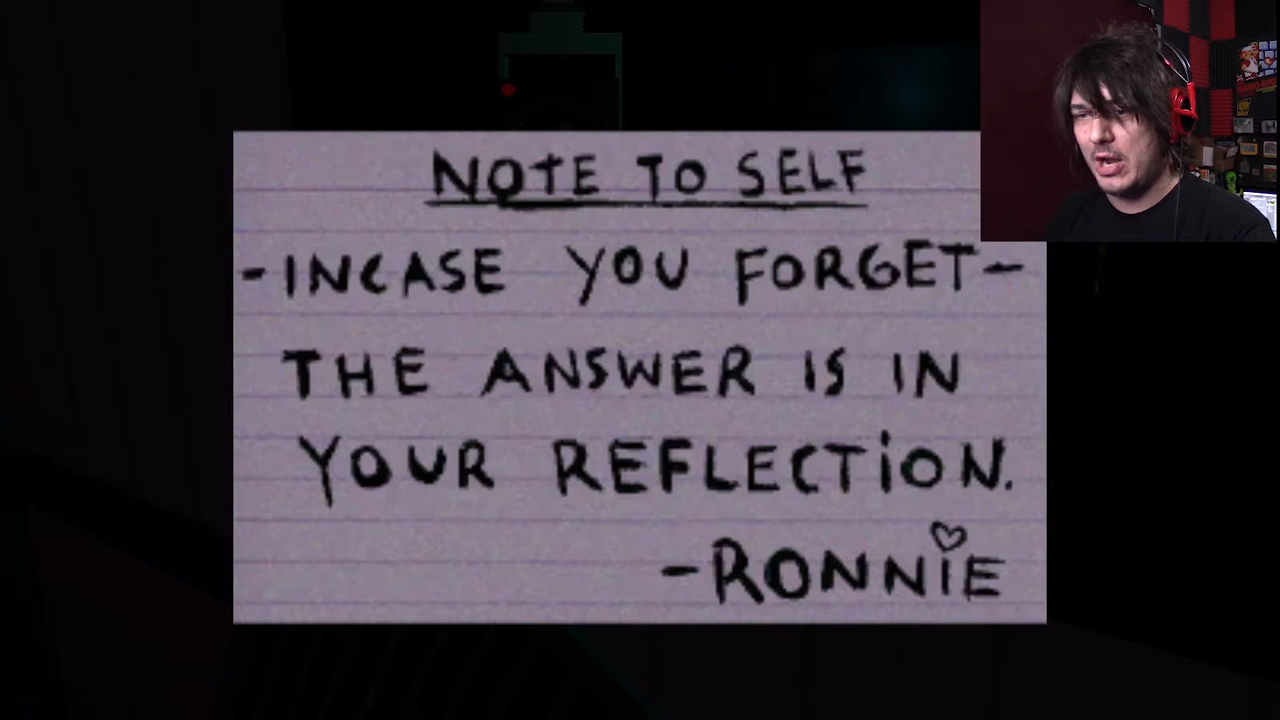 NOTE TO SELF
-INCASE YOU FORGET-
THE ANSWER IS IN
YOUR REFLECTION.
-RONNIE